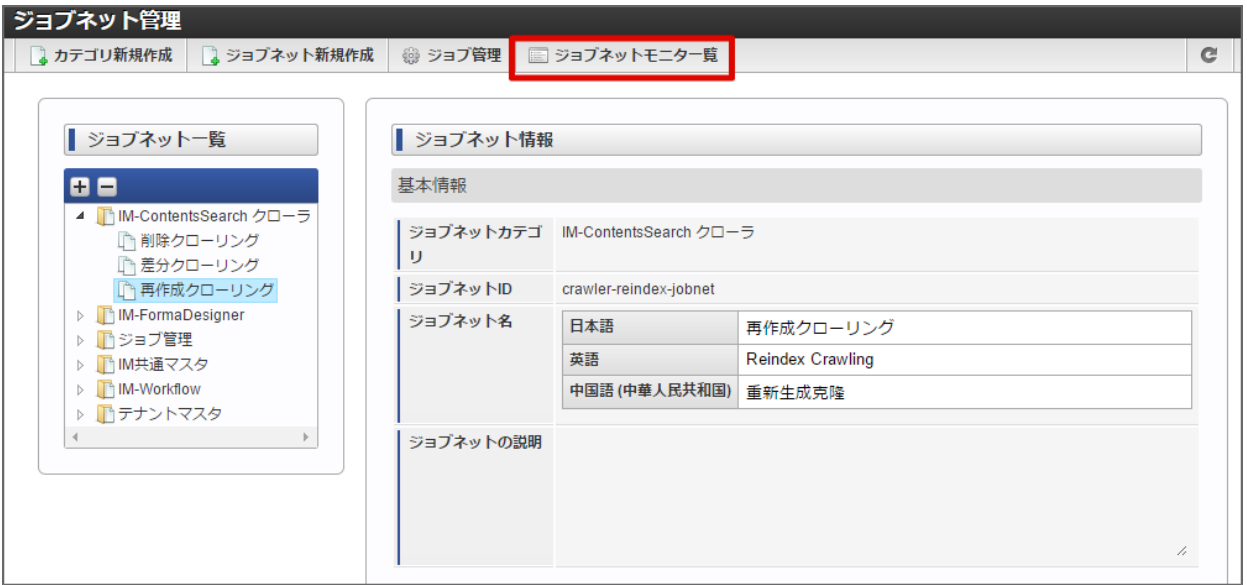 ジョブネット管理
カテゴリ新規作成 ジョブネット新規作成 ジョブ管理 ジョブネットモニター覧
ジョブネット一覧
IM-ContentsSearch クローラ
削除クローリング
差分クローリング
再作成クローリング
IM-FormaDesigner
ジョブ管理
IM共通マスタ
IM-Workflow
テナントマスタ
ジョブネット情報
基本情報
ジョブネットカテゴ
リ
IM-ContentsSearch クローラ
ジョブネットID crawler-reindex-jobnet
ジョブネット名
日本語 再作成クローリング
英語 Reindex Crawling
中国語 (中華人民共和国) 重新生成克隆
ジョブネットの説明